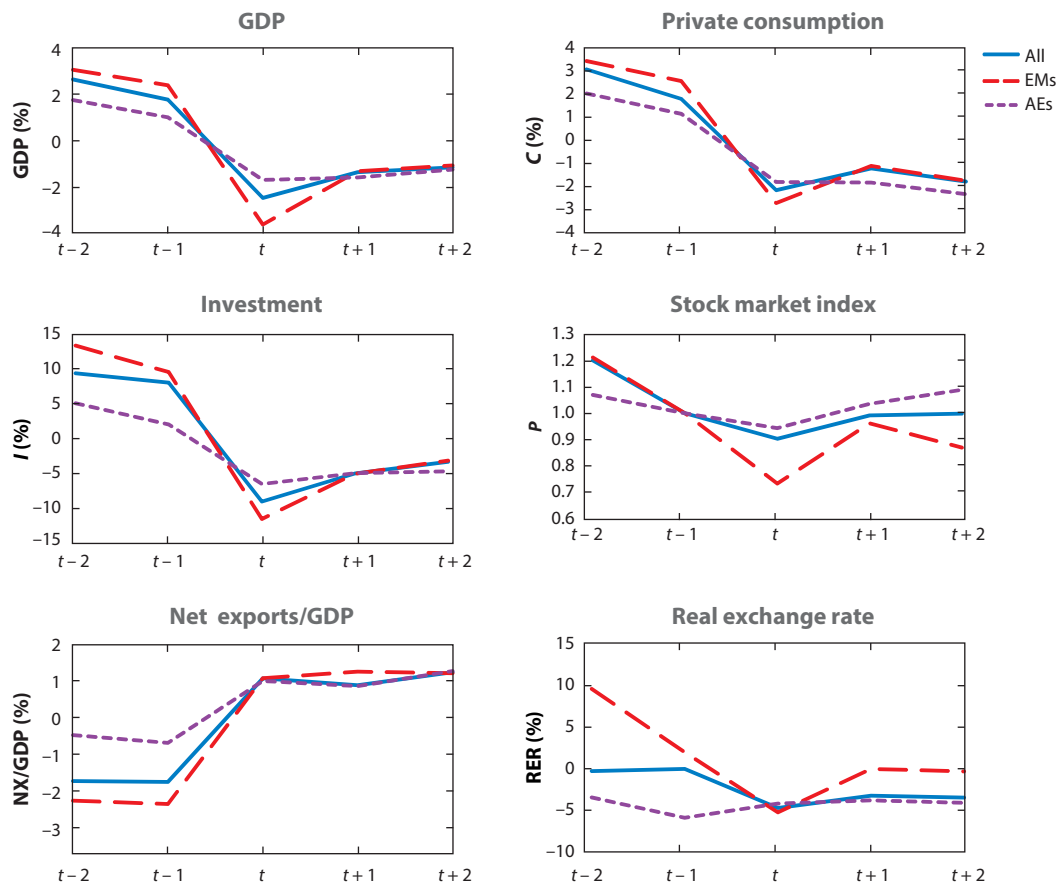 GDP
GDP (%)
4
2
0
–2
–4
t – 2 t – 1 t t + 1 t + 2
Private consumption
C (%)
4
3
2
1
0
–1
–2
–3
–4
t – 2 t – 1 t t + 1 t + 2
All
EMs
AEs
Investment
I (%)
15
10
5
0
–5
–10
–15
t – 2 t – 1 t t + 1 t + 2
Stock market index
P
1.3
1.2
1.1
1.0
0.9
0.8
0.7
0.6
t – 2 t – 1 t t + 1 t + 2
Net exports/GDP
NX/GDP (%)
2
1
0
–1
–2
–3
t – 2 t – 1 t t + 1 t + 2
Real exchange rate
RER (%)
15
10
5
0
–5
–10
t – 2 t – 1 t t + 1 t + 2